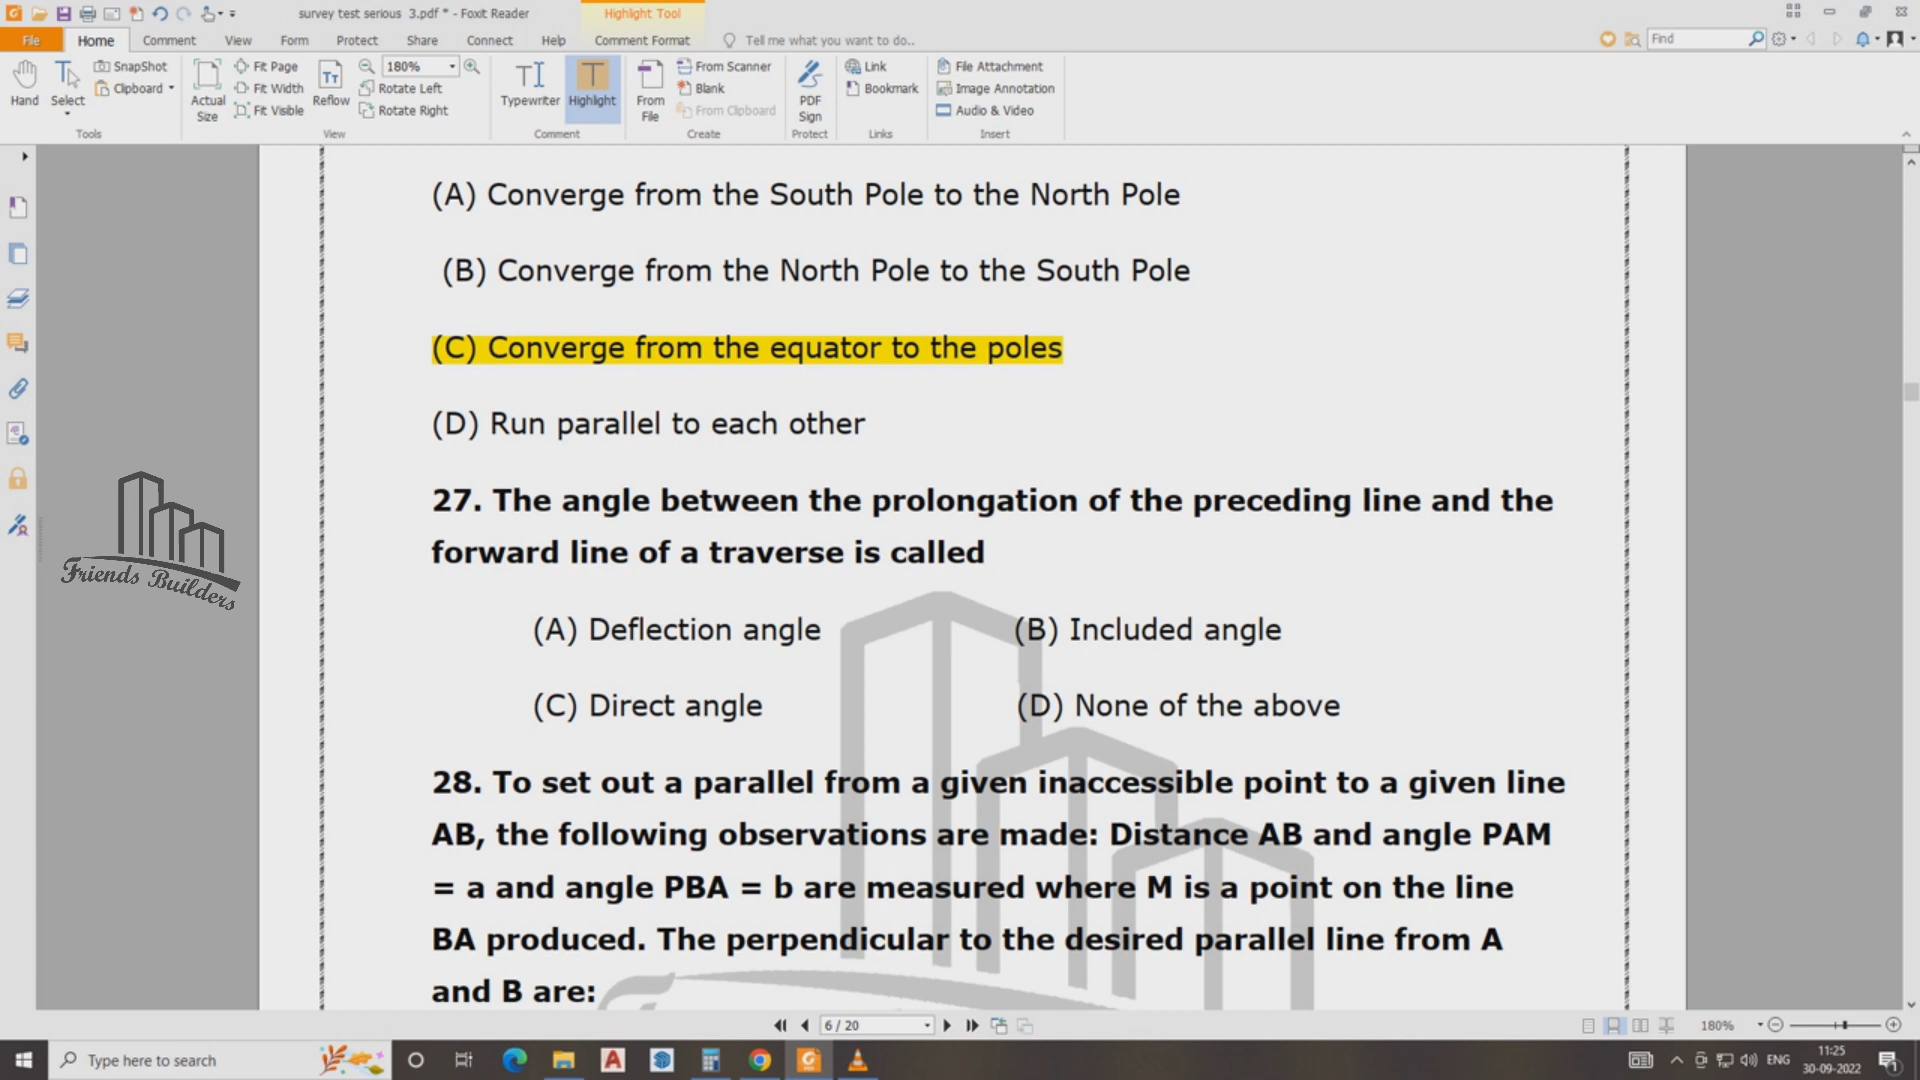 survey test serious 3.pdf * - Foxit Reader
Highlight Tool
File Home Comment View Form Protect Share Connect Help Comment Format Tell me what you want to do.. Find
Hand
Select
SnapShot
Clipboard
Tools
Actual Size
Fit Page
Fit Width
Fit Visible
Reflow
180%
Rotate Left
Rotate Right
View
Typewriter
Highlight
Comment
From File
From Scanner
Blank
From Clipboard
Create
PDF Sign
Protect
Link
Bookmark
Links
File Attachment
Image Annotation
Audio & Video
Insert
(A) Converge from the South Pole to the North Pole
(B) Converge from the North Pole to the South Pole
(C) Converge from the equator to the poles
(D) Run parallel to each other
27. The angle between the prolongation of the preceding line and the
forward line of a traverse is called
(A) Deflection angle (B) Included angle
(C) Direct angle (D) None of the above
28. To set out a parallel from a given inaccessible point to a given line
AB, the following observations are made: Distance AB and angle PAM
= a and angle PBA = b are measured where M is a point on the line
BA produced. The perpendicular to the desired parallel line from A
and B are:
Friends Builders
6 / 20
180%
Type here to search
ENG
11:25
30-09-2022
1